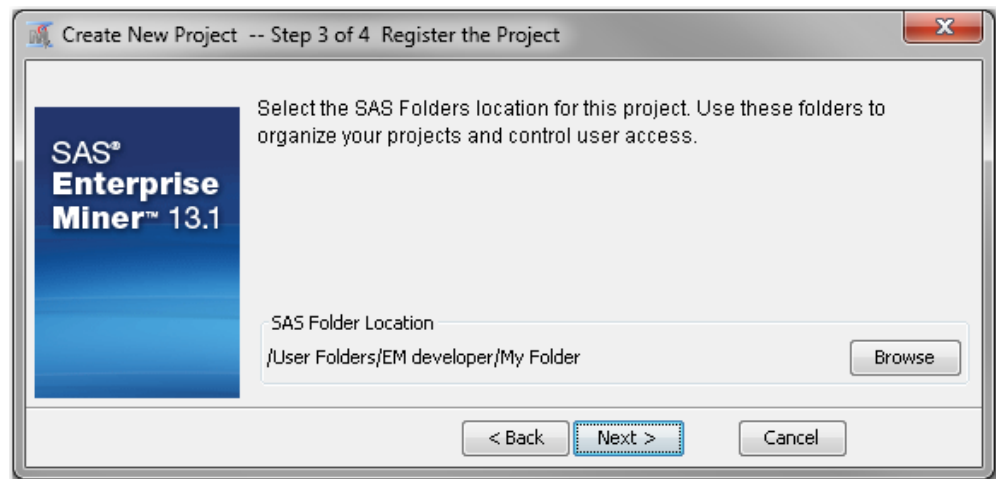 Create New Project -- Step 3 of 4 Register the Project
Select the SAS Folders location for this project. Use these folders to
organize your projects and control user access.
SAS®
Enterprise
Miner™ 13.1
SAS Folder Location
/User Folders/EM developer/My Folder
Browse
< Back
Next >
Cancel